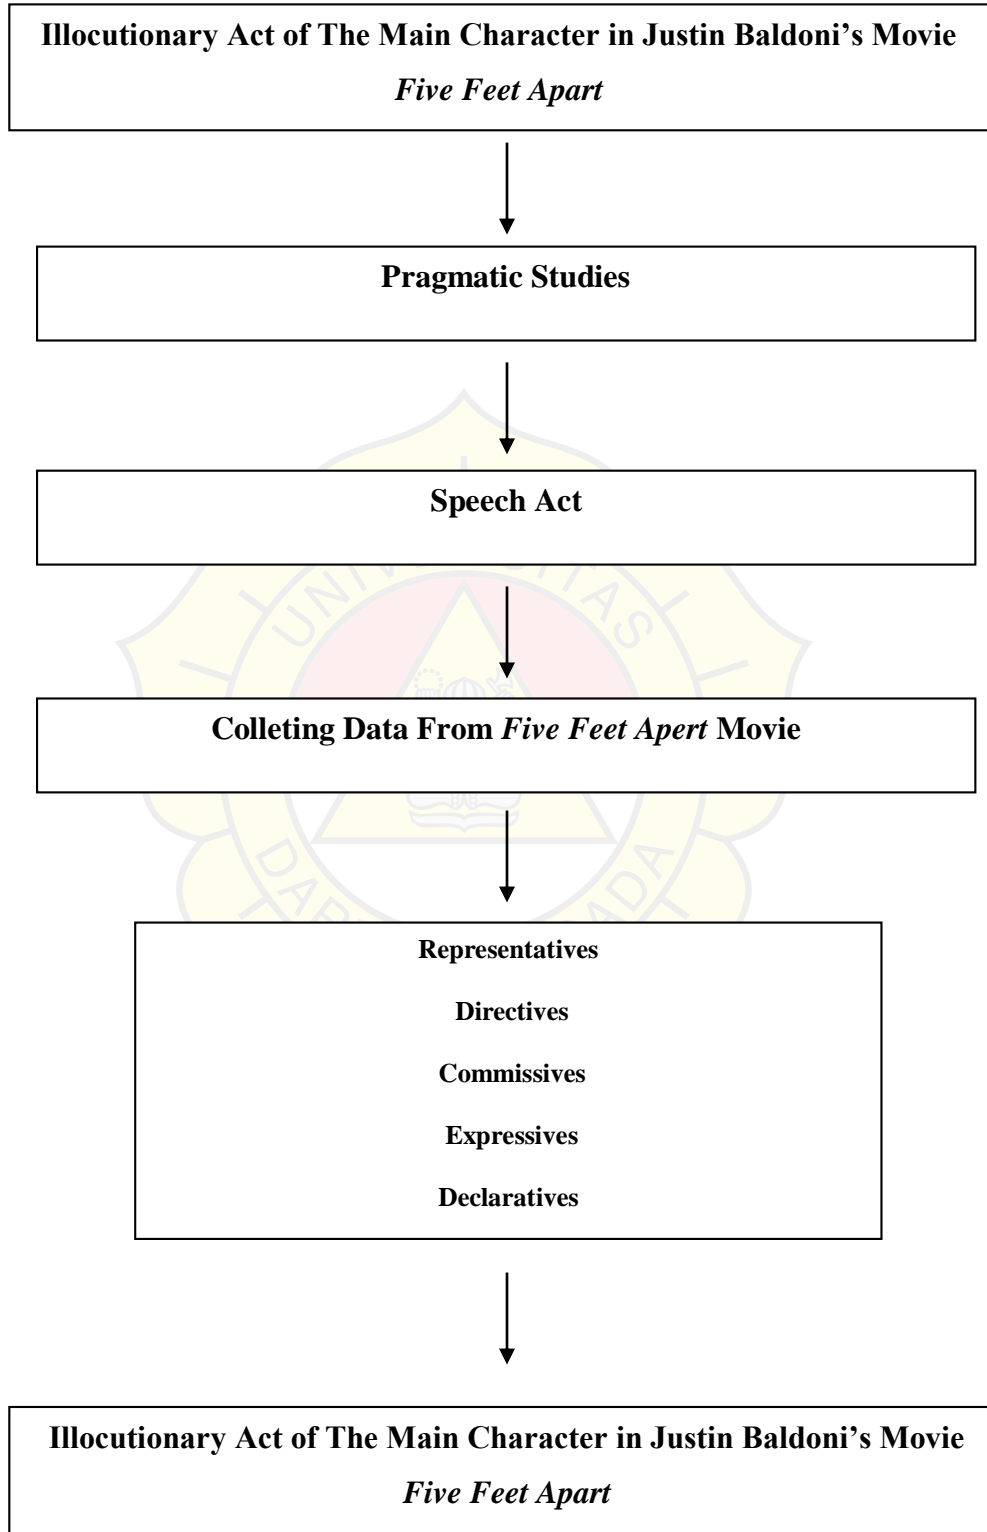 Illocutionary Act of The Main Character in Justin Baldoni’s Movie
Five Feet Apart
Pragmatic Studies
Speech Act
UNIVERSITAS
Colleting Data From Five Feet Apert Movie
Representatives
Directives
Commissives
Expressives
Declaratives
Illocutionary Act of The Main Character in Justin Baldoni’s Movie
Five Feet Apart